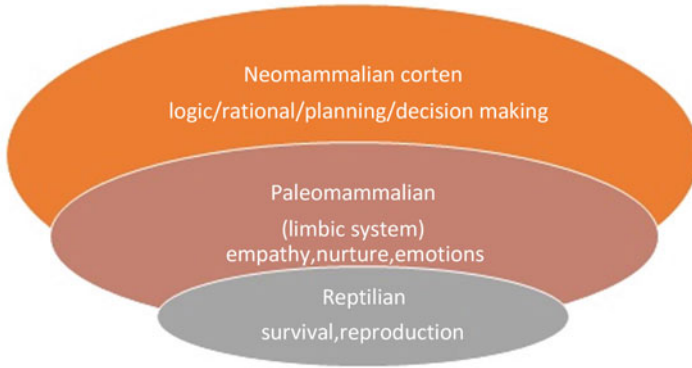 Neomammalian corten
logic/rational/planning/decision making
Paleomammalian
(limbic system)
empathy,nurture,emotions
Reptilian
survival,reproduction